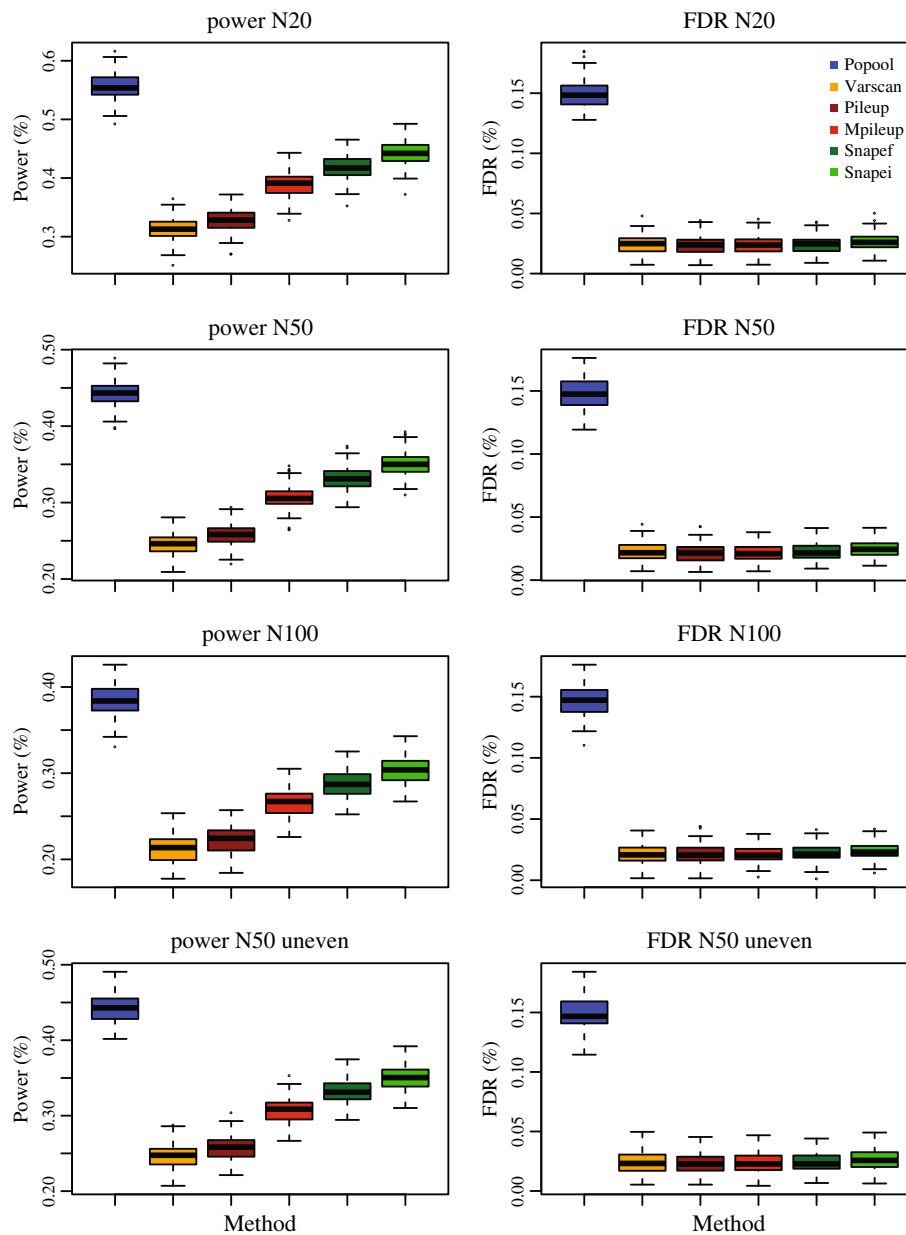 power N20
FDR N20
Power (%)
0.3 0.4 0.5 0.6
FDR (%)
0.00 0.05 0.10 0.15
Popool
Varscan
Pileup
Mpileup
Snapef
Snapei
power N50
FDR N50
Power (%)
0.20 0.30 0.40 0.50
FDR (%)
0.00 0.05 0.10 0.15
power N100
FDR N100
Power (%)
0.20 0.30 0.40
FDR (%)
0.00 0.05 0.10 0.15
power N50 uneven
FDR N50 uneven
Power (%)
0.20 0.30 0.40 0.50
FDR (%)
0.00 0.05 0.10 0.15
Method
Method